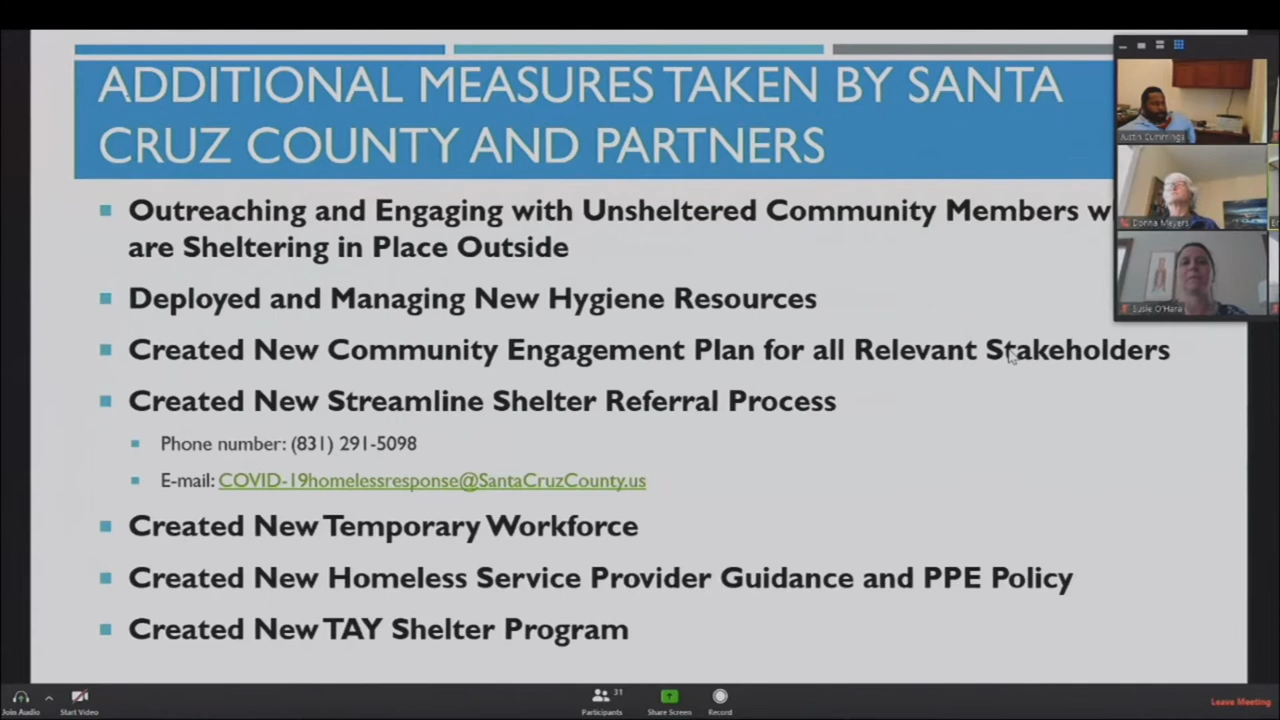 ADDITIONAL MEASURES TAKEN BY SANTA
CRUZ COUNTY AND PARTNERS
Outreaching and Engaging with Unsheltered Community Members w
are Sheltering in Place Outside
Deployed and Managing New Hygiene Resources
Created New Community Engagement Plan for all Relevant Stakeholders
Created New Streamline Shelter Referral Process
Phone number: (831) 291-5098
E-mail: COVID-19homelessresponse@SantaCruzCounty.us
Created New Temporary Workforce
Created New Homeless Service Provider Guidance and PPE Policy
Created New TAY Shelter Program
Justin Cummings
Donna Meyers
Susie O'Hara
Join Audio
Start Video
31
Participants
Share Screen
Record
Leave Meeting